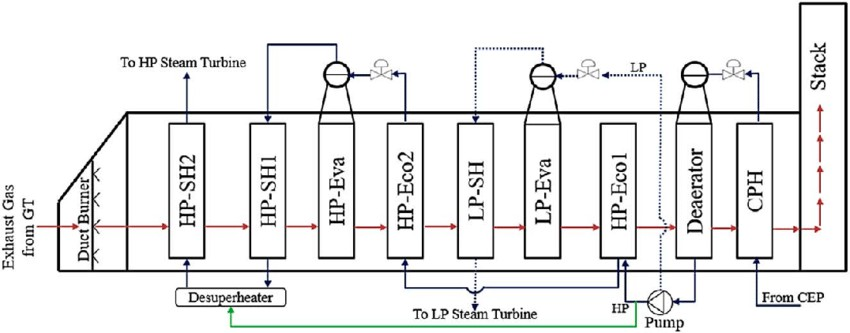 To HP Steam Turbine
LP
Stack
Exhaust Gas
from GT
Duct Burner
HP-SH2
HP-SH1
HP-Eva
HP-Eco2
LP-SH
LP-Eva
HP-Eco1
Deaerator
CPH
Desuperheater
To LP Steam Turbine
HP
Pump
From CEP